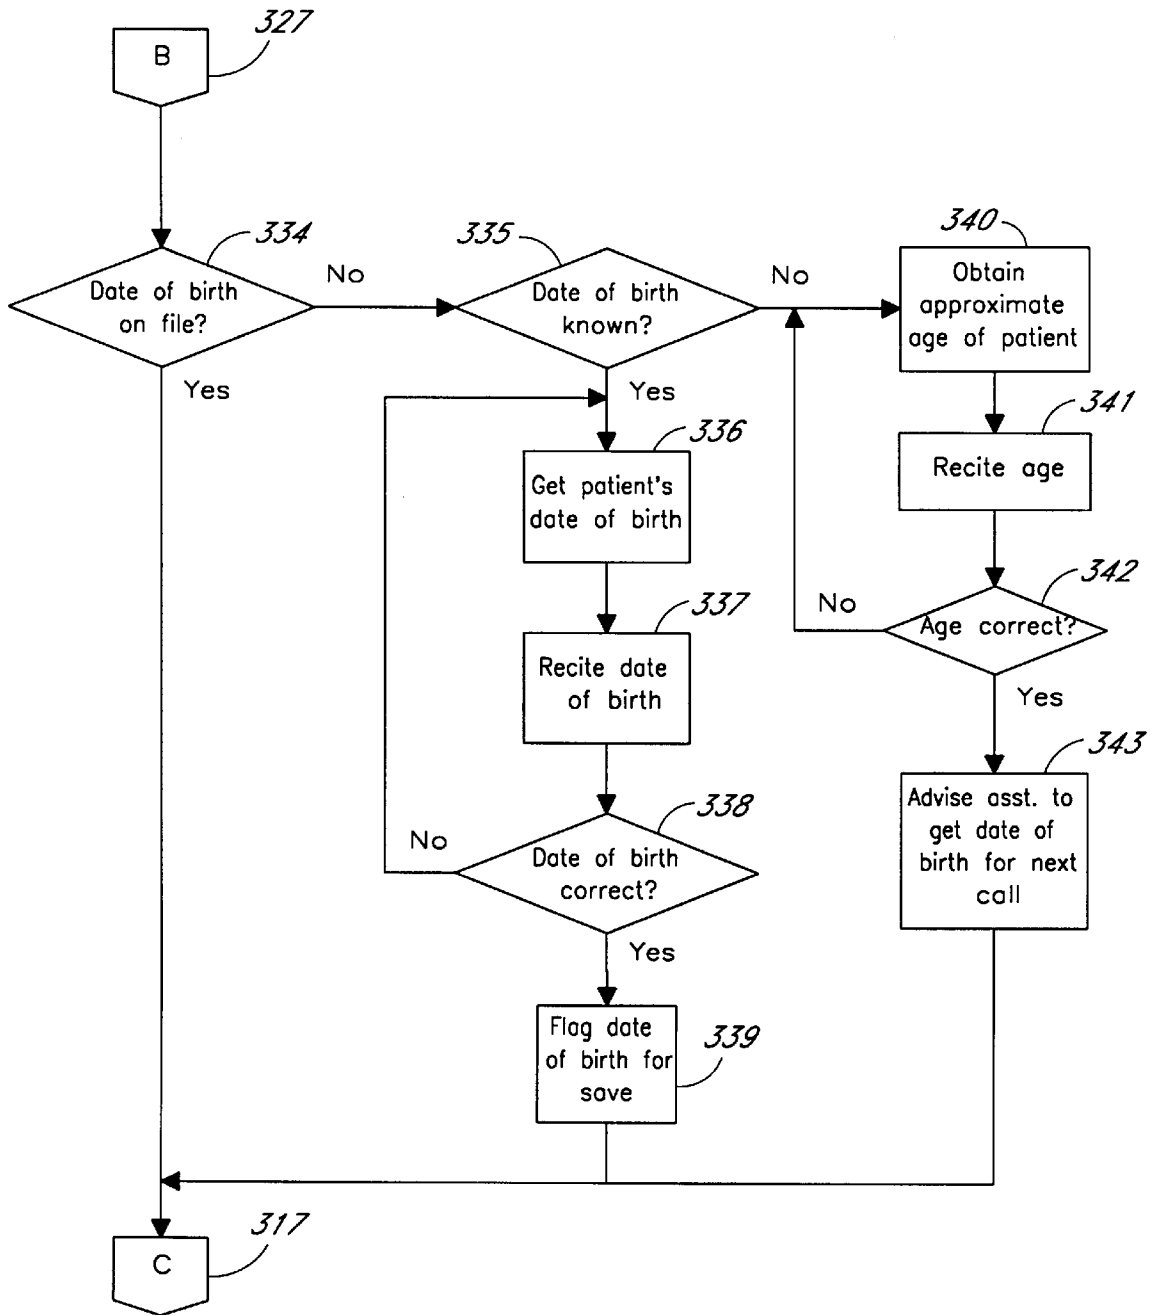 B
327
334
Date of birth
on file?
No
Yes
335
Date of birth
known?
No
Yes
340
Obtain
approximate
age of patient
341
Recite age
342
Age correct?
No
Yes
343
Advise asst. to
get date of
birth for next
call
336
Get patient's
date of birth
337
Recite date
of birth
338
Date of birth
correct?
No
Yes
Flag date
of birth for
save
339
C
317